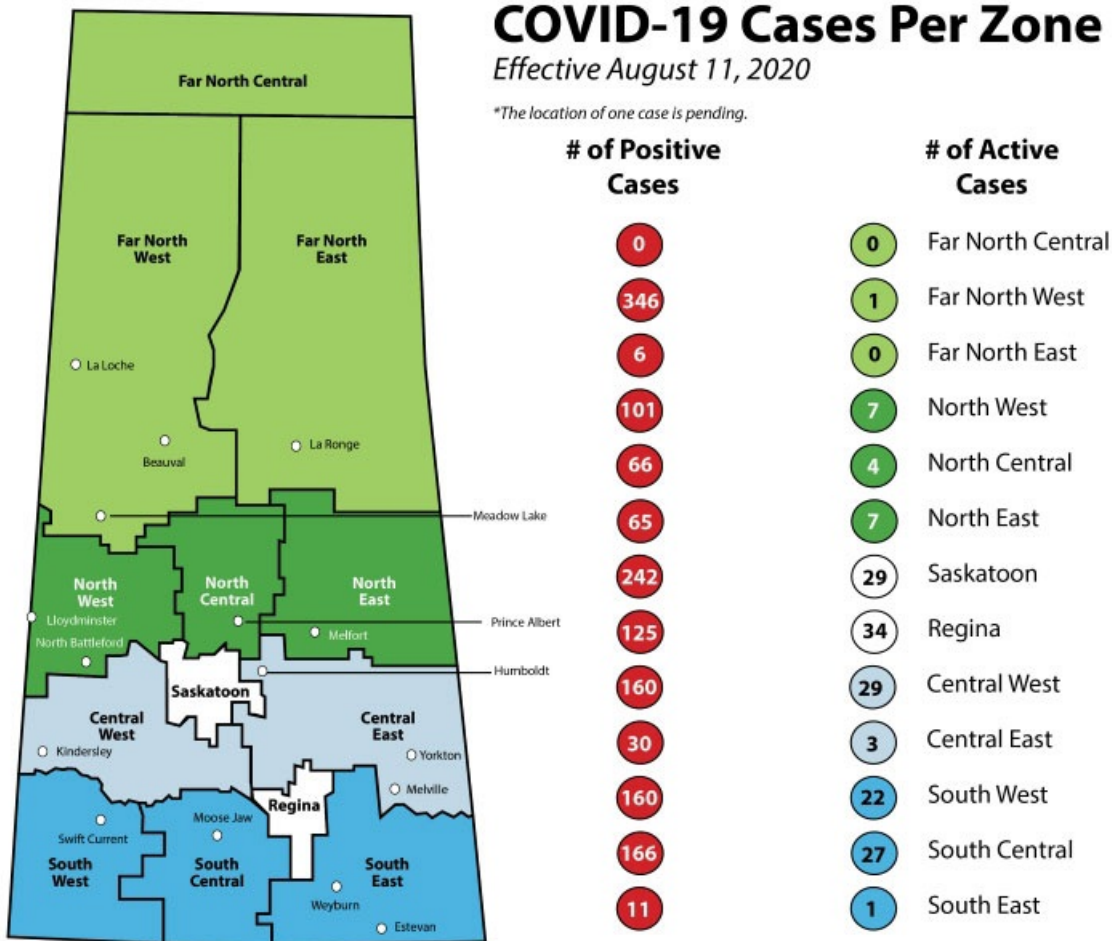 COVID-19 Cases Per Zone
Effective August 11, 2020
*The location of one case is pending.
# of Positive
Cases
# of Active
Cases
0 0 Far North Central
346 1 Far North West
6 0 Far North East
101 7 North West
66 4 North Central
65 7 North East
242 29 Saskatoon
125 34 Regina
160 29 Central West
30 3 Central East
160 22 South West
166 27 South Central
11 1 South East
Far North Central
Far North
West
Far North
East
La Loche
Beauval
La Ronge
Meadow Lake
North
West
North
Central
North
East
Lloydminster
Prince Albert
North Battleford
Melfort
Humboldt
Saskatoon
Central
West
Central
East
Kindersley
Yorkton
Melville
Regina
Moose Jaw
Swift Current
South
West
South
Central
South
East
Weyburn
Estevan